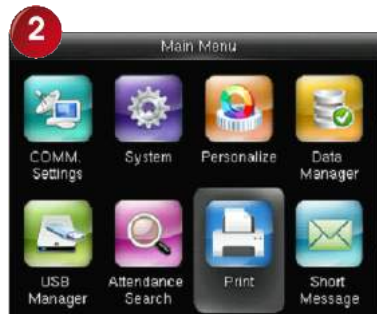 2
Main Menu
COMM. Settings
System
Personalize
Data Manager
USB Manager
Attendance Search
Print
Short Message